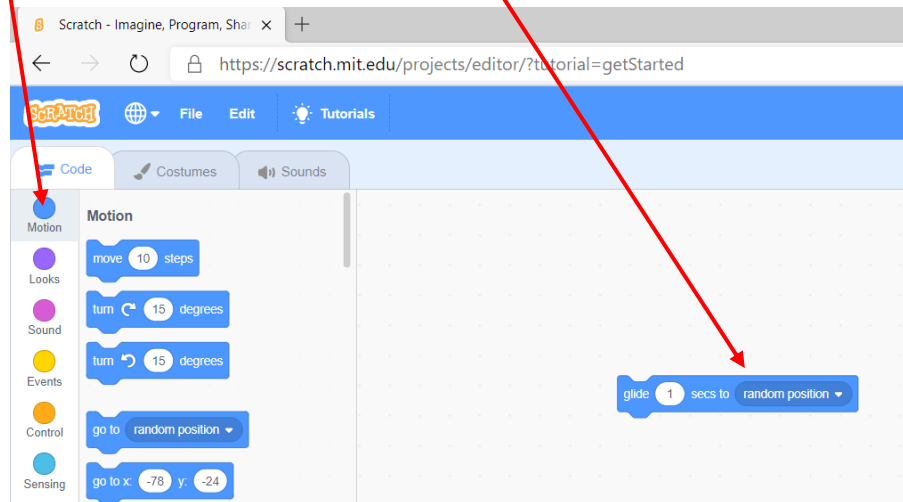 Scratch - Imagine, Program, Shar
https://scratch.mit.edu/projects/editor/?tutorial=getStarted
SCRATCH File Edit Tutorials
Code Costumes Sounds
Motion
Looks
Sound
Events
Control
Sensing
Motion
move 10 steps
turn 15 degrees
turn 15 degrees
go to random position
go to x: -78 y: -24
glide 1 secs to random position